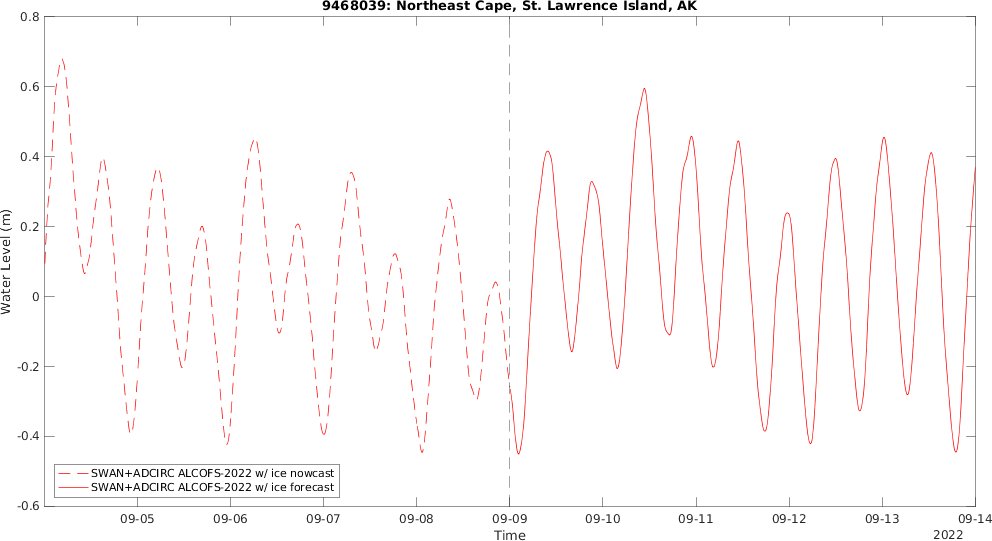 9468039: Northeast Cape, St. Lawrence Island, AK
0.8
0.6
0.4
0.2
0
-0.2
-0.4
-0.6
Water Level (m)
SWAN+ADCIRC ALCOFS-2022 w/ ice nowcast
SWAN+ADCIRC ALCOFS-2022 w/ ice forecast
09-05 09-06 09-07 09-08 09-09 09-10 09-11 09-12 09-13 09-14
Time
2022